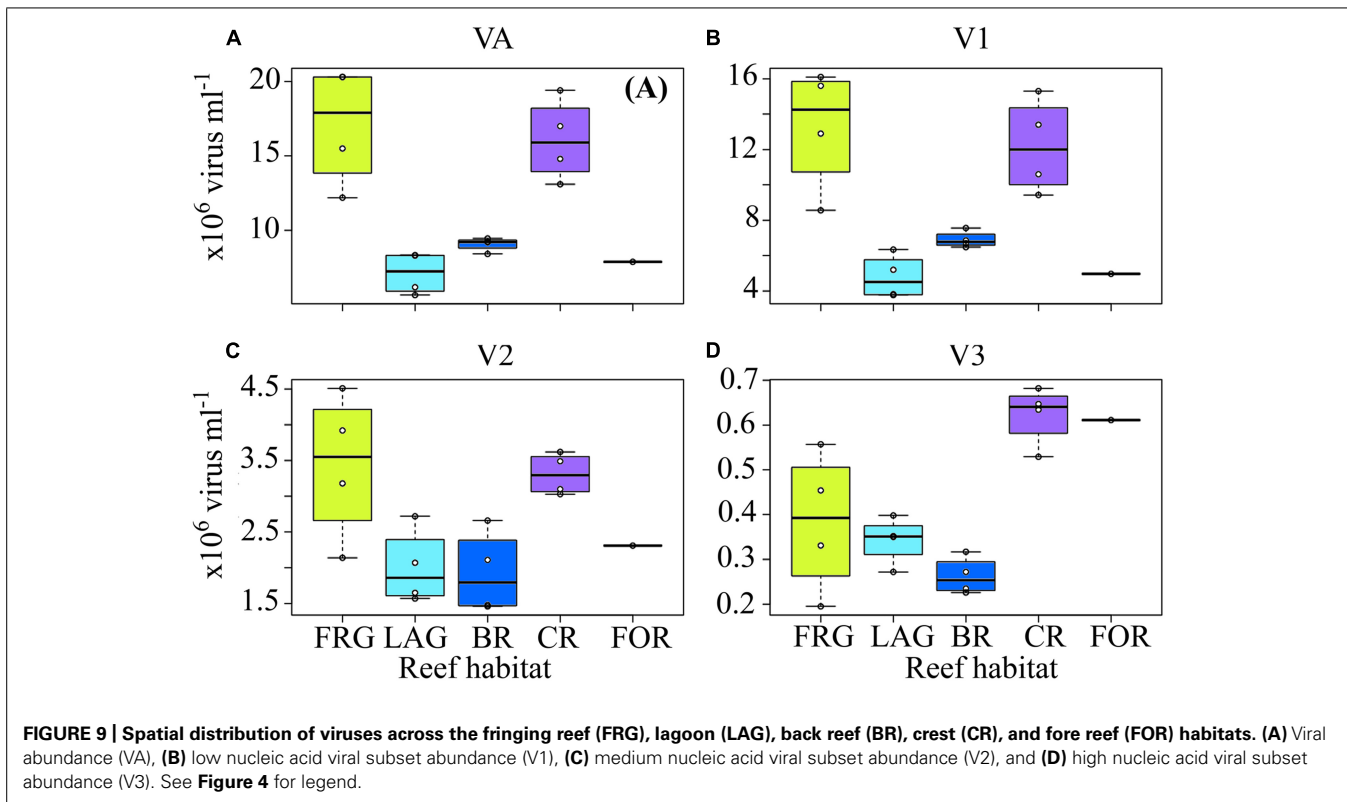 A
VA
B
V1
x10⁶ virus ml⁻¹
20
15
10
(A)
16
12
8
4
C
V2
D
V3
x10⁶ virus ml⁻¹
4.5
3.5
2.5
1.5
0.7
0.6
0.5
0.4
0.3
0.2
FRG LAG BR CR FOR
Reef habitat
FRG LAG BR CR FOR
Reef habitat
FIGURE 9 | Spatial distribution of viruses across the fringing reef (FRG), lagoon (LAG), back reef (BR), crest (CR), and fore reef (FOR) habitats. (A) Viral
abundance (VA), (B) low nucleic acid viral subset abundance (V1), (C) medium nucleic acid viral subset abundance (V2), and (D) high nucleic acid viral subset
abundance (V3). See Figure 4 for legend.